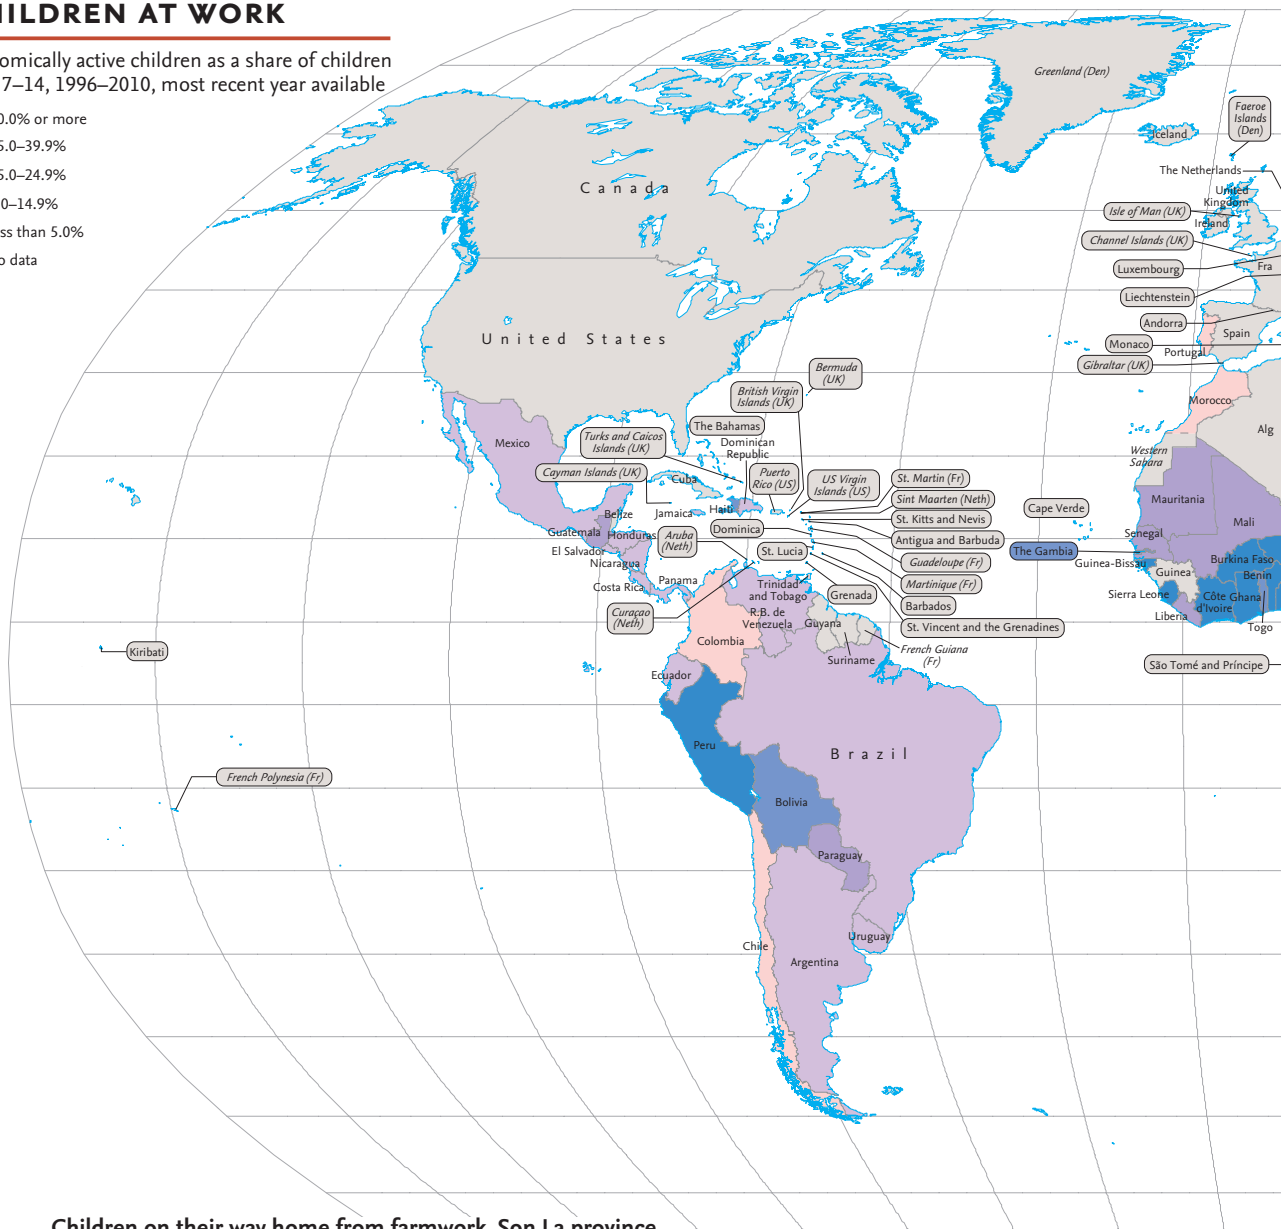 HILDREN AT WORK
omically active children as a share of children
7–14, 1996–2010, most recent year available
0.0% or more
5.0–39.9%
5.0–24.9%
0–14.9%
ss than 5.0%
o data
Greenland (Den)
Faeroe
Islands
(Den)
Iceland
The Netherlands
Canada
United
Kingdom
Isle of Man (UK)
Ireland
Channel Islands (UK)
Luxembourg
Fra
Liechtenstein
Andorra
Spain
United States
Monaco
Portugal
Gibraltar (UK)
Bermuda
(UK)
British Virgin
Islands (UK)
Morocco
The Bahamas
Alg
Turks and Caicos
Islands (UK)
Dominican
Republic
Mexico
Western
Sahara
Cayman Islands (UK)
Cuba
Puerto
Rico (US)
US Virgin
Islands (US)
St. Martin (Fr)
Sint Maarten (Neth)
Mauritania
Cape Verde
Haiti
Jamaica
Belize
St. Kitts and Nevis
Mali
Dominica
Guatemala
Honduras
Aruba
(Neth)
Antigua and Barbuda
Senegal
El Salvador
St. Lucia
The Gambia
Guadeloupe (Fr)
Burkina Faso
Nicaragua
Guinea-Bissau
Guinea
Benin
Panama
Costa Rica
Trinidad
and Tobago
Martinique (Fr)
Grenada
Sierra Leone
Côte
d'Ivoire
Ghana
Barbados
Curaçao
(Neth)
R.B. de
Venezuela
Guyana
Liberia
Togo
St. Vincent and the Grenadines
Colombia
French Guiana
(Fr)
Kiribati
Suriname
São Tomé and Príncipe
Ecuador
Peru
Brazil
French Polynesia (Fr)
Bolivia
Paraguay
Uruguay
Chile
Argentina
Children on their way home from farmwork, Son La province,